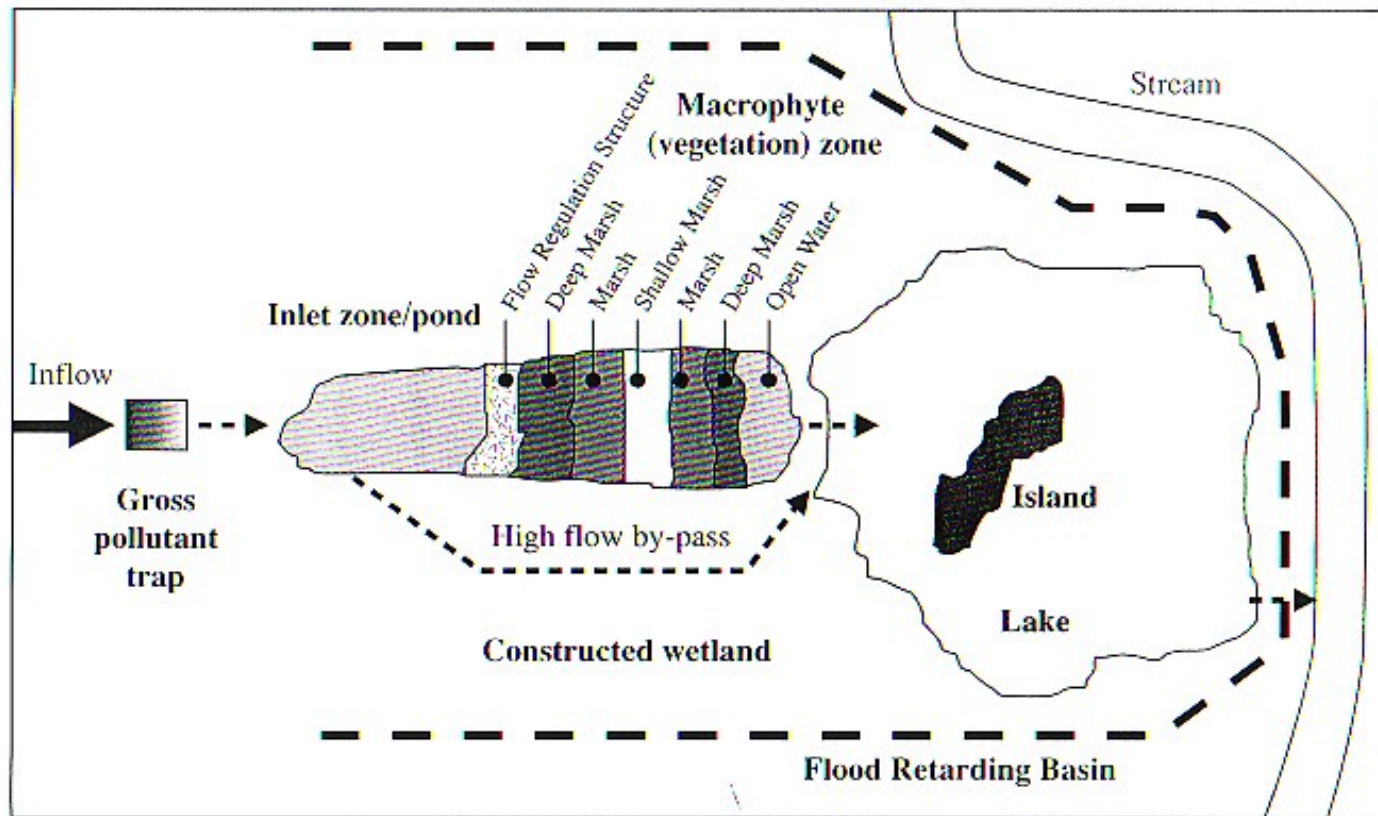 Stream
Macrophyte
(vegetation) zone
Flow Regulation Structure
Deep Marsh
Marsh
Shallow Marsh
Marsh
Deep Marsh
Open Water
Inlet zone/pond
Inflow
Gross
pollutant
trap
High flow by-pass
Island
Lake
Constructed wetland
Flood Retarding Basin